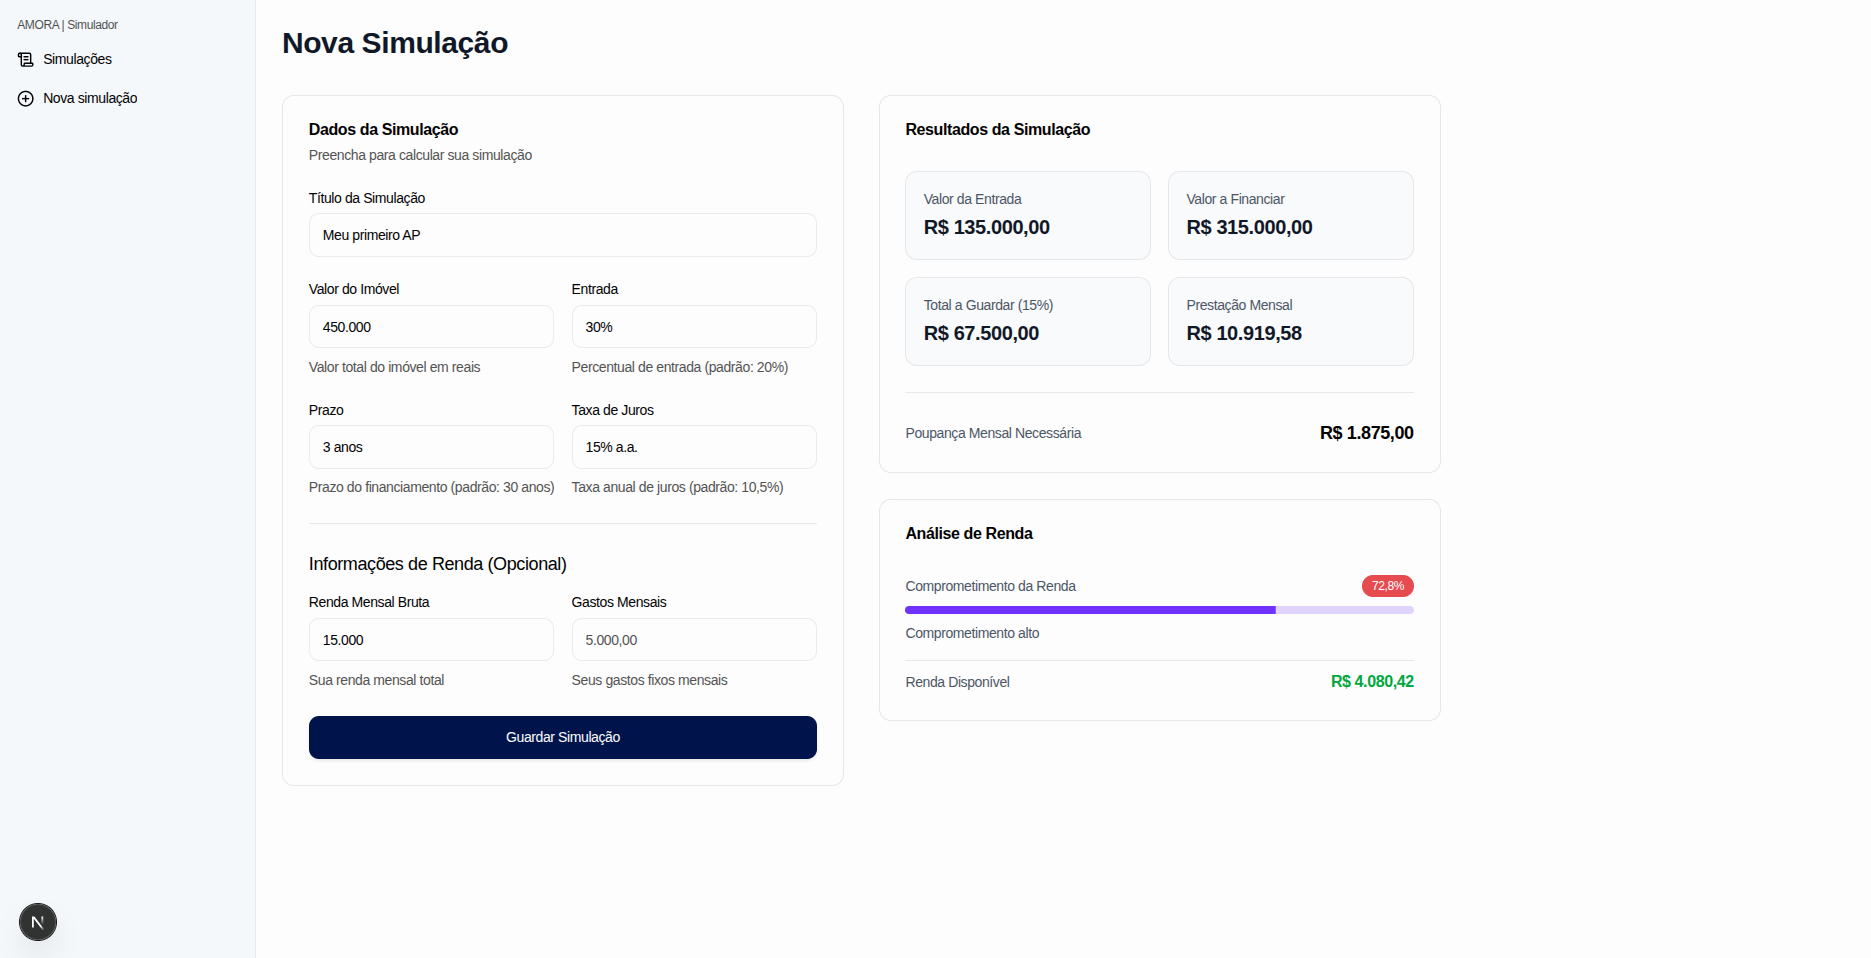 AMORA | Simulador
Simulações
Nova simulação
Nova Simulação
Dados da Simulação
Preencha para calcular sua simulação
Título da Simulação
Meu primeiro AP
Valor do Imóvel
Entrada
450.000
30%
Valor total do imóvel em reais
Percentual de entrada (padrão: 20%)
Prazo
Taxa de Juros
3 anos
15% a.a.
Prazo do financiamento (padrão: 30 anos)
Taxa anual de juros (padrão: 10,5%)
Informações de Renda (Opcional)
Renda Mensal Bruta
Gastos Mensais
15.000
5.000,00
Sua renda mensal total
Seus gastos fixos mensais
Guardar Simulação
Resultados da Simulação
Valor da Entrada
R$ 135.000,00
Valor a Financiar
R$ 315.000,00
Total a Guardar (15%)
R$ 67.500,00
Prestação Mensal
R$ 10.919,58
Poupança Mensal Necessária
R$ 1.875,00
Análise de Renda
Comprometimento da Renda
72,8%
Comprometimento alto
Renda Disponível
R$ 4.080,42
N